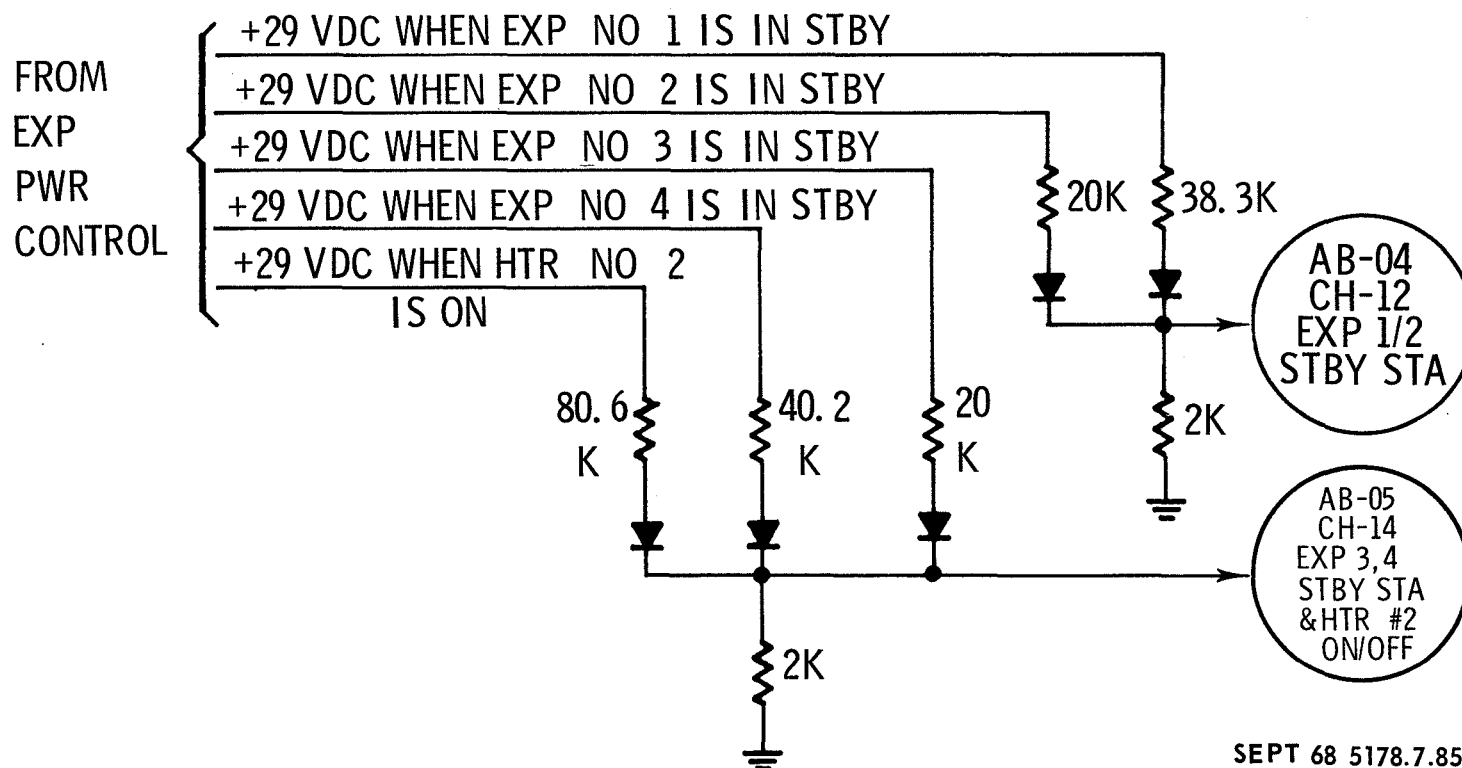 FROM
EXP
PWR
CONTROL
+29 VDC WHEN EXP NO 1 IS IN STBY
+29 VDC WHEN EXP NO 2 IS IN STBY
+29 VDC WHEN EXP NO 3 IS IN STBY
+29 VDC WHEN EXP NO 4 IS IN STBY
+29 VDC WHEN HTR NO 2
IS ON
20K
38.3K
AB-04
CH-12
EXP 1/2
STBY STA
80.6
K
40.2
K
20
K
2K
AB-05
CH-14
EXP 3,4
STBY STA
&HTR #2
ON/OFF
2K
SEPT 68 5178.7.85